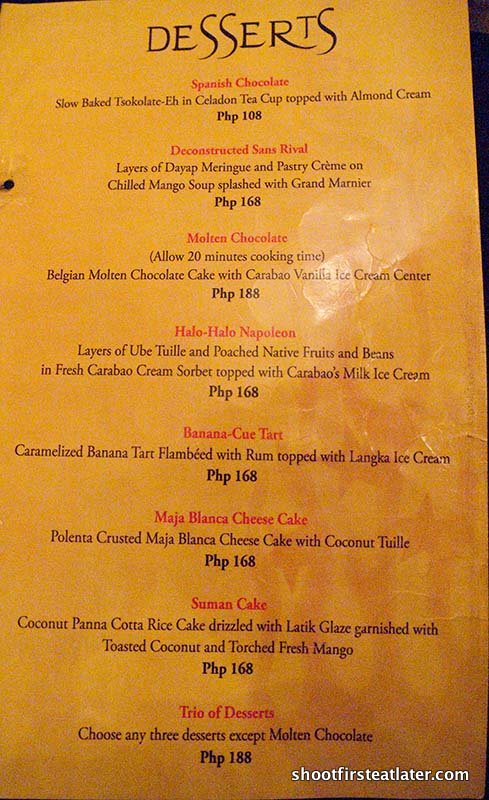 DESSERTS
Spanish Chocolate
Slow Baked Tsokolate-Eh in Celadon Tea Cup topped with Almond Cream
Php 108
Deconstructed Sans Rival
Layers of Dayap Meringue and Pastry Crème on
Chilled Mango Soup splashed with Grand Marnier
Php 168
Molten Chocolate
(Allow 20 minutes cooking time)
Belgian Molten Chocolate Cake with Carabao Vanilla Ice Cream Center
Php 188
Halo-Halo Napoleon
Layers of Ube Tuille and Poached Native Fruits and Beans
in Fresh Carabao Cream Sorbet topped with Carabao's Milk Ice Cream
Php 168
Banana-Cue Tart
Caramelized Banana Tart Flambéed with Rum topped with Langka Ice Cream
Php 168
Maja Blanca Cheese Cake
Polenta Crusted Maja Blanca Cheese Cake with Coconut Tuille
Php 168
Suman Cake
Coconut Panna Cotta Rice Cake drizzled with Latik Glaze garnished with
Toasted Coconut and Torched Fresh Mango
Php 168
Trio of Desserts
Choose any three desserts except Molten Chocolate
Php 188
shootfirsteatlater.com